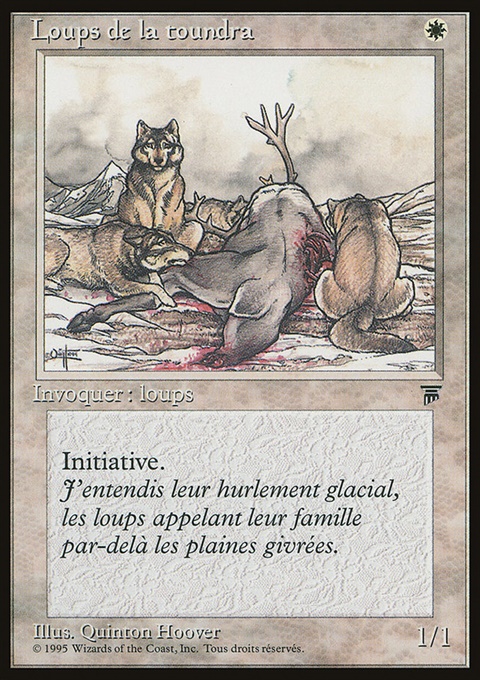 Loups de la toundra
Quinton
Invoquer : loups
Initiative.
J'entendis leur hurlement glacial,
les loups appelant leur famille
par-delà les plaines givrées.
Illus. Quinton Hoover
1/1
© 1995 Wizards of the Coast, Inc. Tous droits réservés.